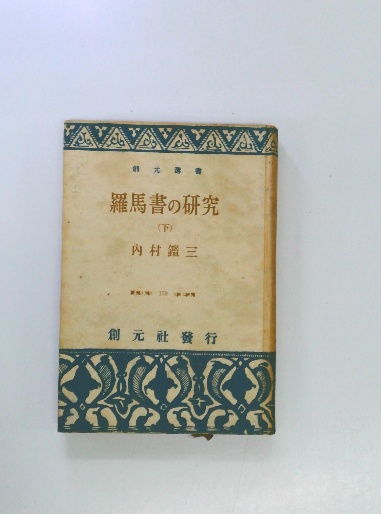 創元選書
羅馬書の研究
(下)
内村鑑三
創元社發行